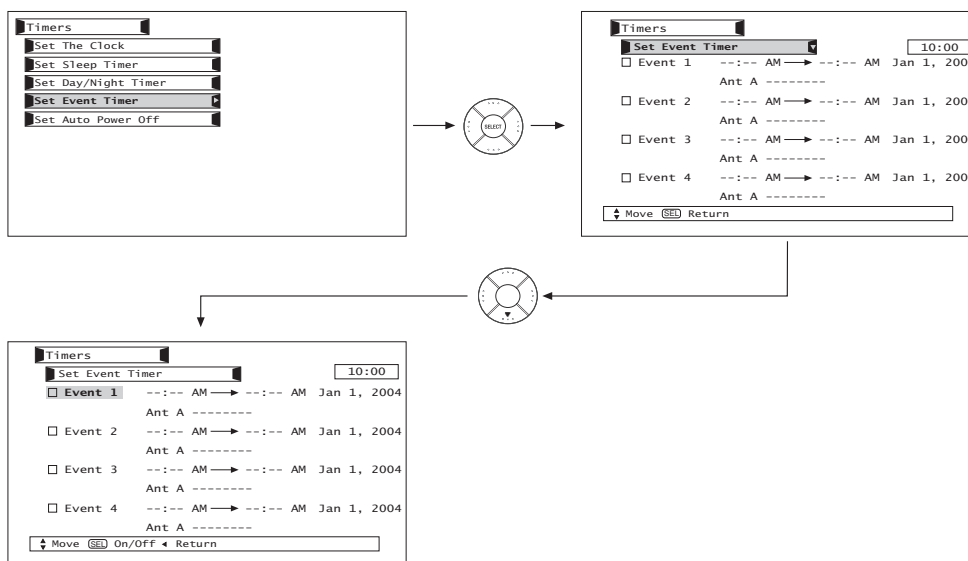 Timers
Set The Clock
Set Sleep Timer
Set Day/Night Timer
Set Event Timer
Set Auto Power Off
SELECT
Timers
Set Event Timer
10:00
Event 1 --:-- AM --:-- AM Jan 1, 200
Ant A --------
Event 2 --:-- AM --:-- AM Jan 1, 200
Ant A --------
Event 3 --:-- AM --:-- AM Jan 1, 200
Ant A --------
Event 4 --:-- AM --:-- AM Jan 1, 200
Ant A --------
Move SEL Return
Timers
Set Event Timer
10:00
Event 1 --:-- AM --:-- AM Jan 1, 2004
Ant A --------
Event 2 --:-- AM --:-- AM Jan 1, 2004
Ant A --------
Event 3 --:-- AM --:-- AM Jan 1, 2004
Ant A --------
Event 4 --:-- AM --:-- AM Jan 1, 2004
Ant A --------
Move SEL On/Off Return